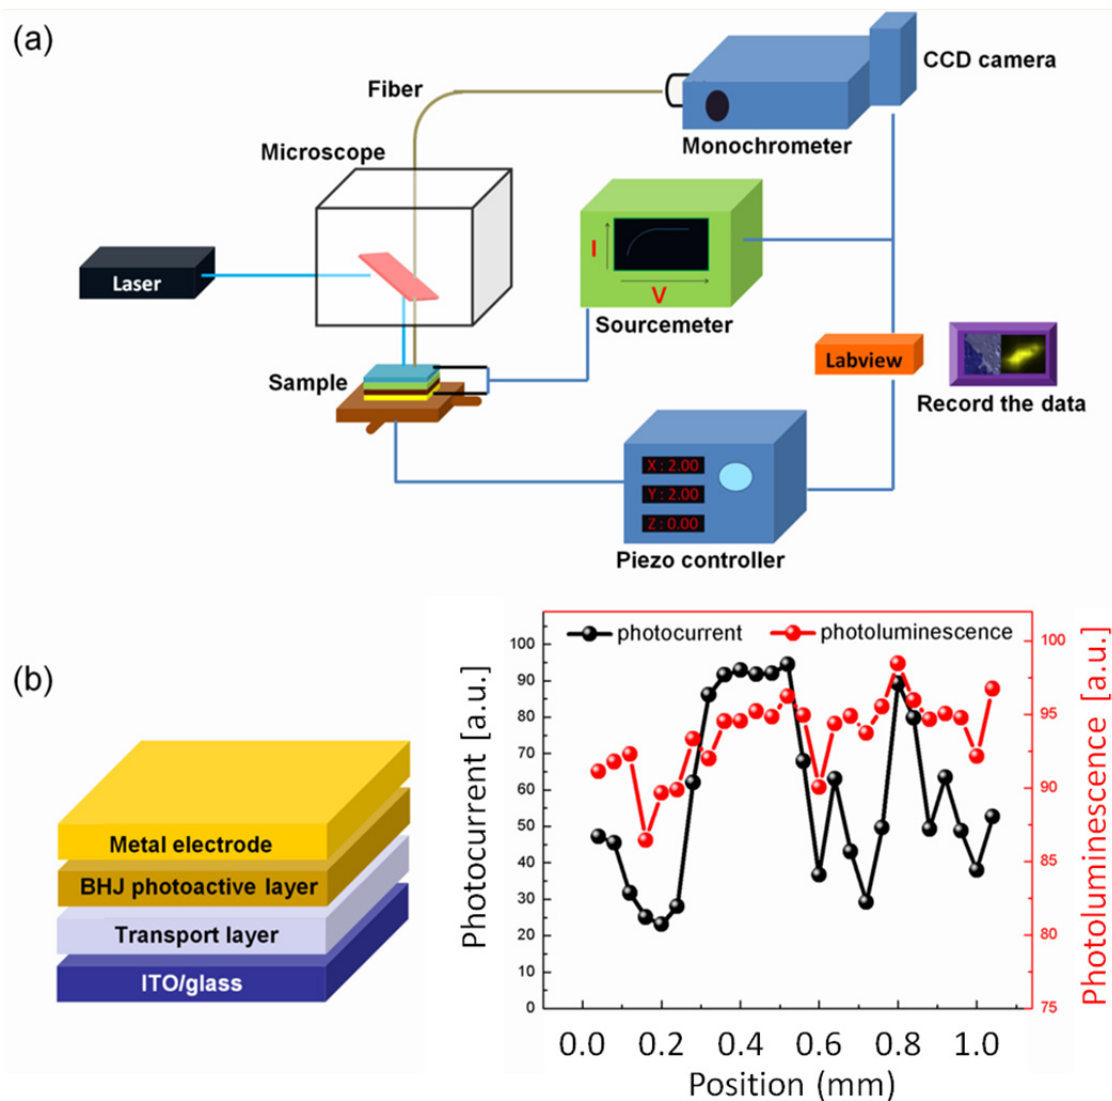 (a)
CCD camera
Fiber
Monochrometer
Microscope
Laser
I
V
Sourcemeter
Sample
Labview
Record the data
X : 2.00
Y : 2.00
Z : 0.00
Piezo controller
(b)
Metal electrode
BHJ photoactive layer
Transport layer
ITO/glass
photocurrent
photoluminescence
Photocurrent [a.u.]
100
90
80
70
60
50
40
30
20
10
0
100
95
90
85
80
75
Photoluminescence [a.u.]
0.0 0.2 0.4 0.6 0.8 1.0
Position (mm)